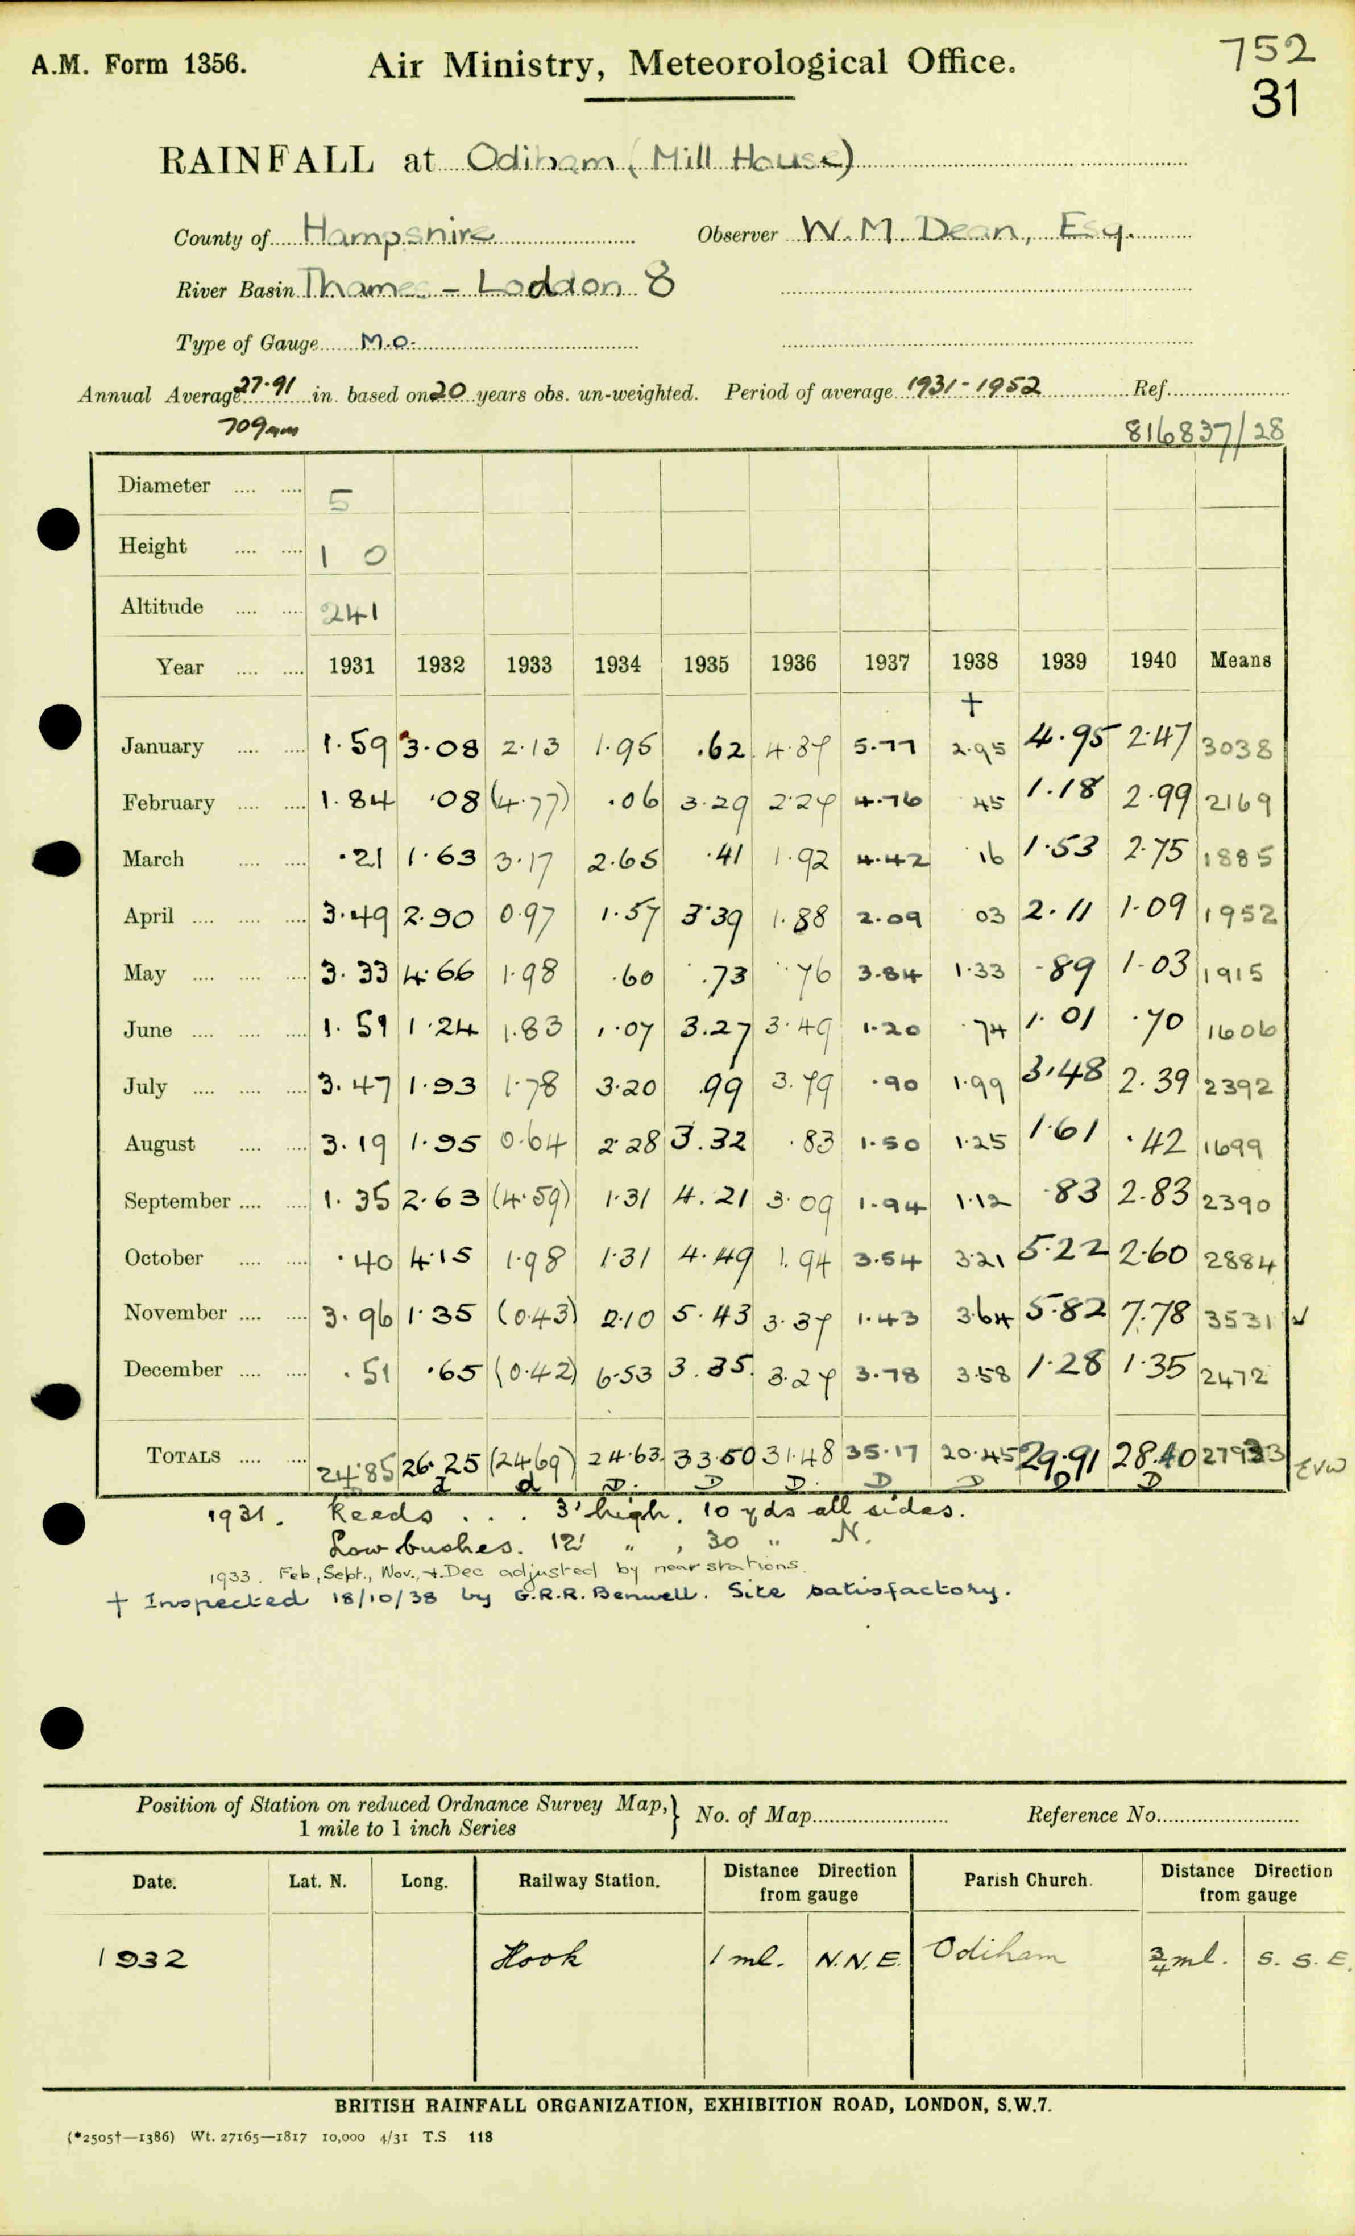 A.M. Form 1356. Air Ministry, Meteorological Office. 752
31
RAINFALL at Odiham (Mill House)
County of Hampshire Observer W.M. Dean, Esq.
River Basin Thames - Loddon 8
Type of Gauge M.O.
Annual Average 27.91 in. based on 20 years obs. un-weighted. Period of average 1931-1952 Ref.
709mm 816837/28
Diameter 5
Height 1 0
Altitude 241
Year 1931 1932 1933 1934 1935 1936 1937 1938 1939 1940 Means
+
January 1.59 3.08 2.13 1.95 .62 4.87 5.77 2.95 4.95 2.47 3038
February 1.84 .08 (4.77) .06 3.29 2.27 4.76 45 1.18 2.99 2169
March .21 1.63 3.17 2.65 .41 1.92 4.42 16 1.53 2.75 1885
April 3.49 2.90 0.97 1.57 3.39 1.88 2.09 03 2.11 1.09 1952
May 3.33 4.66 1.98 .60 .73 .76 3.84 1.33 .89 1.03 1915
June 1.51 1.24 1.83 1.07 3.27 3.49 1.20 .74 1.01 .70 1606
July 3.47 1.93 1.78 3.20 .99 3.79 .90 1.99 3.48 2.39 2392
August 3.19 1.95 0.64 2.28 3.32 .83 1.50 1.25 1.61 .42 1699
September 1.35 2.63 (4.59) 1.31 4.21 3.09 1.94 1.12 .83 2.83 2390
October .40 4.15 1.98 1.31 4.49 1.94 3.54 3.21 5.22 2.60 2884
November 3.96 1.35 (0.43) 2.10 5.43 3.37 1.43 3.64 5.82 7.78 3531 ✓
December .51 .65 (0.42) 6.53 3.35 3.27 3.78 3.58 1.28 1.35 2472
TOTALS 24.85 26.25 (24.69) 24.63 33.50 31.48 35.17 20.45 29.91 28.40 27933 EVW
D d d D. D D. D D D D
1931. Reeds . . . 3' high, 10 yds all sides.
Low bushes. 12' " , 30 " N.
1933. Feb, Sept., Nov., & Dec adjusted by near stations.
+ Inspected 18/10/38 by G.R.R. Benwell. Site satisfactory.
Position of Station on reduced Ordnance Survey Map, 1 mile to 1 inch Series } No. of Map Reference No.
Date. Lat. N. Long. Railway Station. Distance Direction from gauge Parish Church. Distance Direction from gauge
1932 Hook 1 ml. N.N.E. Odiham 3/4 ml. S.S.E.
BRITISH RAINFALL ORGANIZATION, EXHIBITION ROAD, LONDON, S.W.7.
(*2505†—1386) Wt. 27165—1817 10,000 4/31 T.S 118